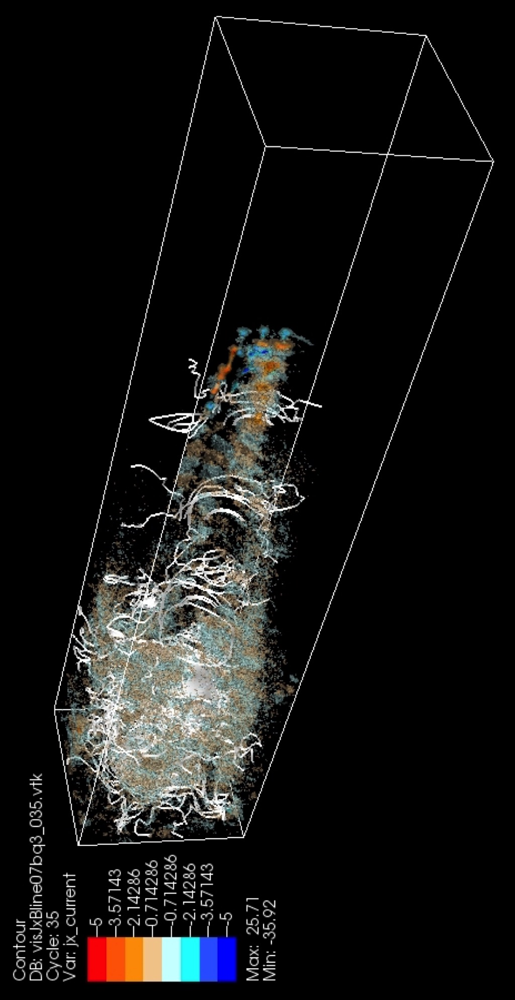 Contour
DB: visJxBline07bq3_035.vtk
Cycle: 35
Var: jx_current
5
3.57143
2.14286
0.714286
-0.714286
-2.14286
-3.57143
-5
Max: 25.71
Min: -35.92